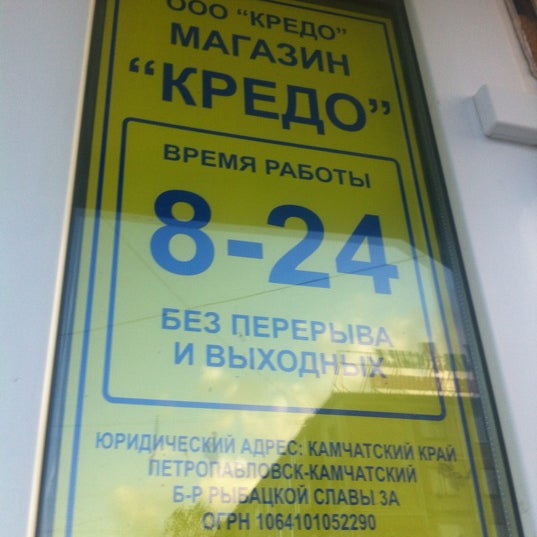 ООО “КРЕДО”
МАГАЗИН
“КРЕДО”
ВРЕМЯ РАБОТЫ
8-24
БЕЗ ПЕРЕРЫВА
И ВЫХОДНЫХ
ЮРИДИЧЕСКИЙ АДРЕС: КАМЧАТСКИЙ КРАЙ
ПЕТРОПАВЛОВСК-КАМЧАТСКИЙ
Б-Р РЫБАЦКОЙ СЛАВЫ 3А
ОГРН 1064101052290